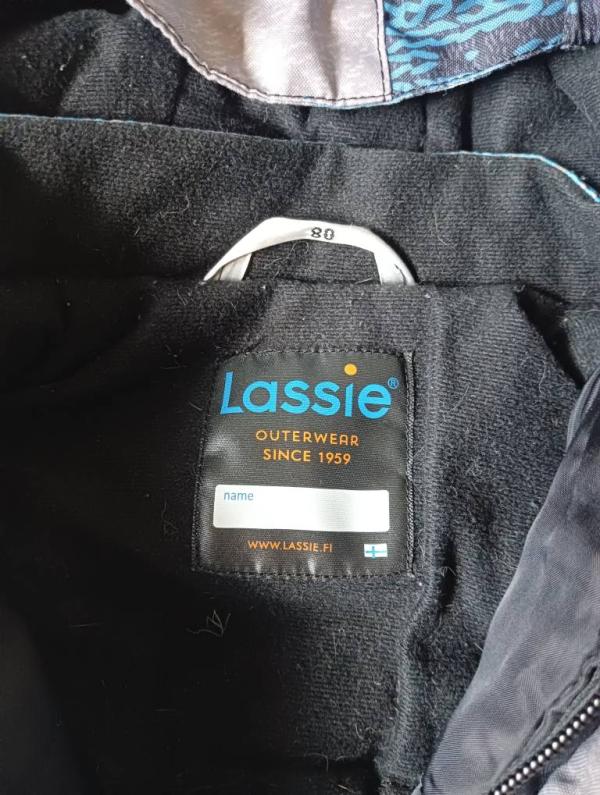 80
Lassie®
OUTERWEAR
SINCE 1959
name
WWW.LASSIE.FI